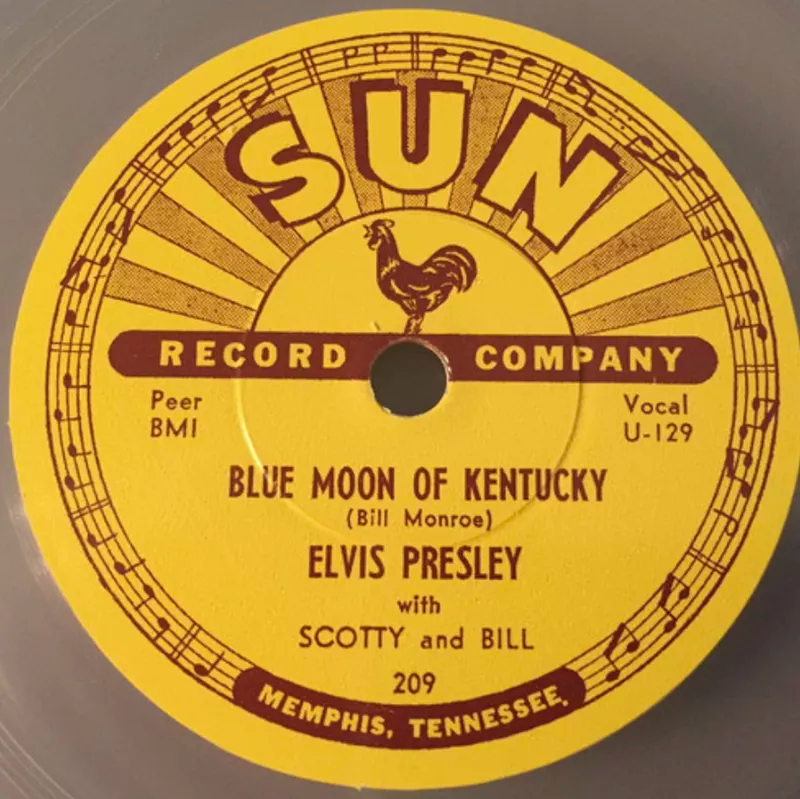 SUN
RECORD COMPANY
Peer
BMI
Vocal
U-129
BLUE MOON OF KENTUCKY
(Bill Monroe)
ELVIS PRESLEY
with
SCOTTY and BILL
209
MEMPHIS, TENNESSEE.